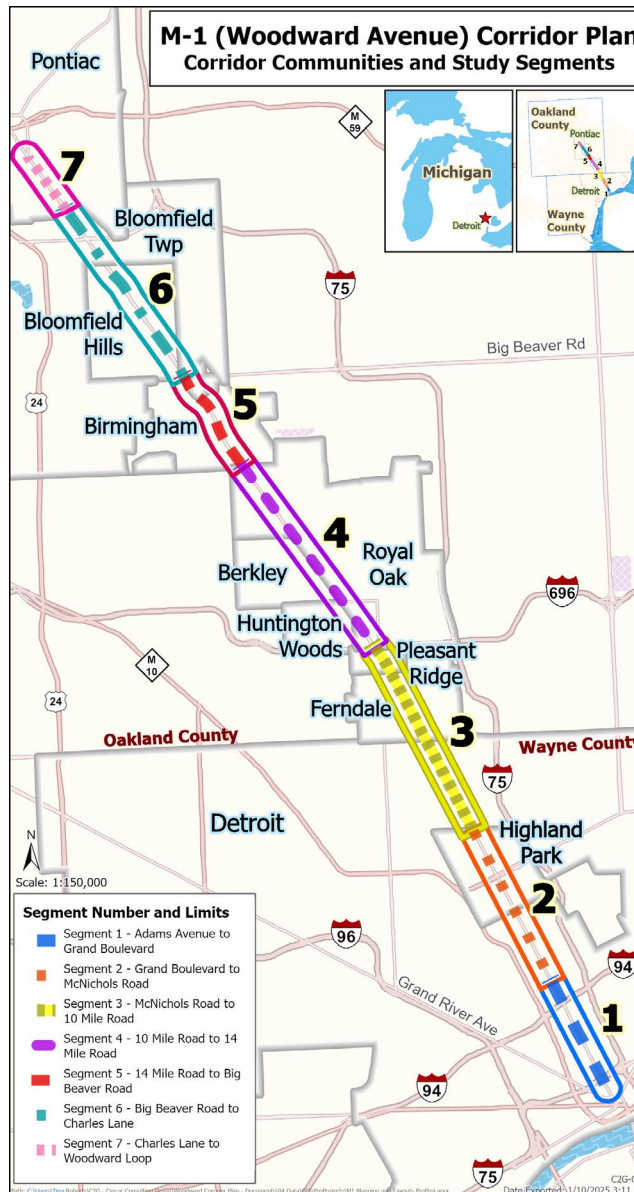 M-1 (Woodward Avenue) Corridor Plan
Corridor Communities and Study Segments
Pontiac
M
59
Michigan
Detroit
Oakland
County
Pontiac
7
6
5
4
3
2
1
Detroit
Wayne
County
7
Bloomfield
Twp
6
75
Bloomfield
Hills
Big Beaver Rd
24
5
Birmingham
4
Royal
Oak
Berkley
696
Huntington
Woods
Pleasant
Ridge
M
10
24
Ferndale
3
Oakland County
Wayne County
75
Detroit
Highland
Park
N
Scale: 1:150,000
2
96
94
Grand River Ave
1
94
75
Segment Number and Limits
Segment 1 - Adams Avenue to
Grand Boulevard
Segment 2 - Grand Boulevard to
McNichols Road
Segment 3 - McNichols Road to
10 Mile Road
Segment 4 - 10 Mile Road to 14
Mile Road
Segment 5 - 14 Mile Road to Big
Beaver Road
Segment 6 - Big Beaver Road to
Charles Lane
Segment 7 - Charles Lane to
Woodward Loop
Date Exported: 1/10/2025 3:11